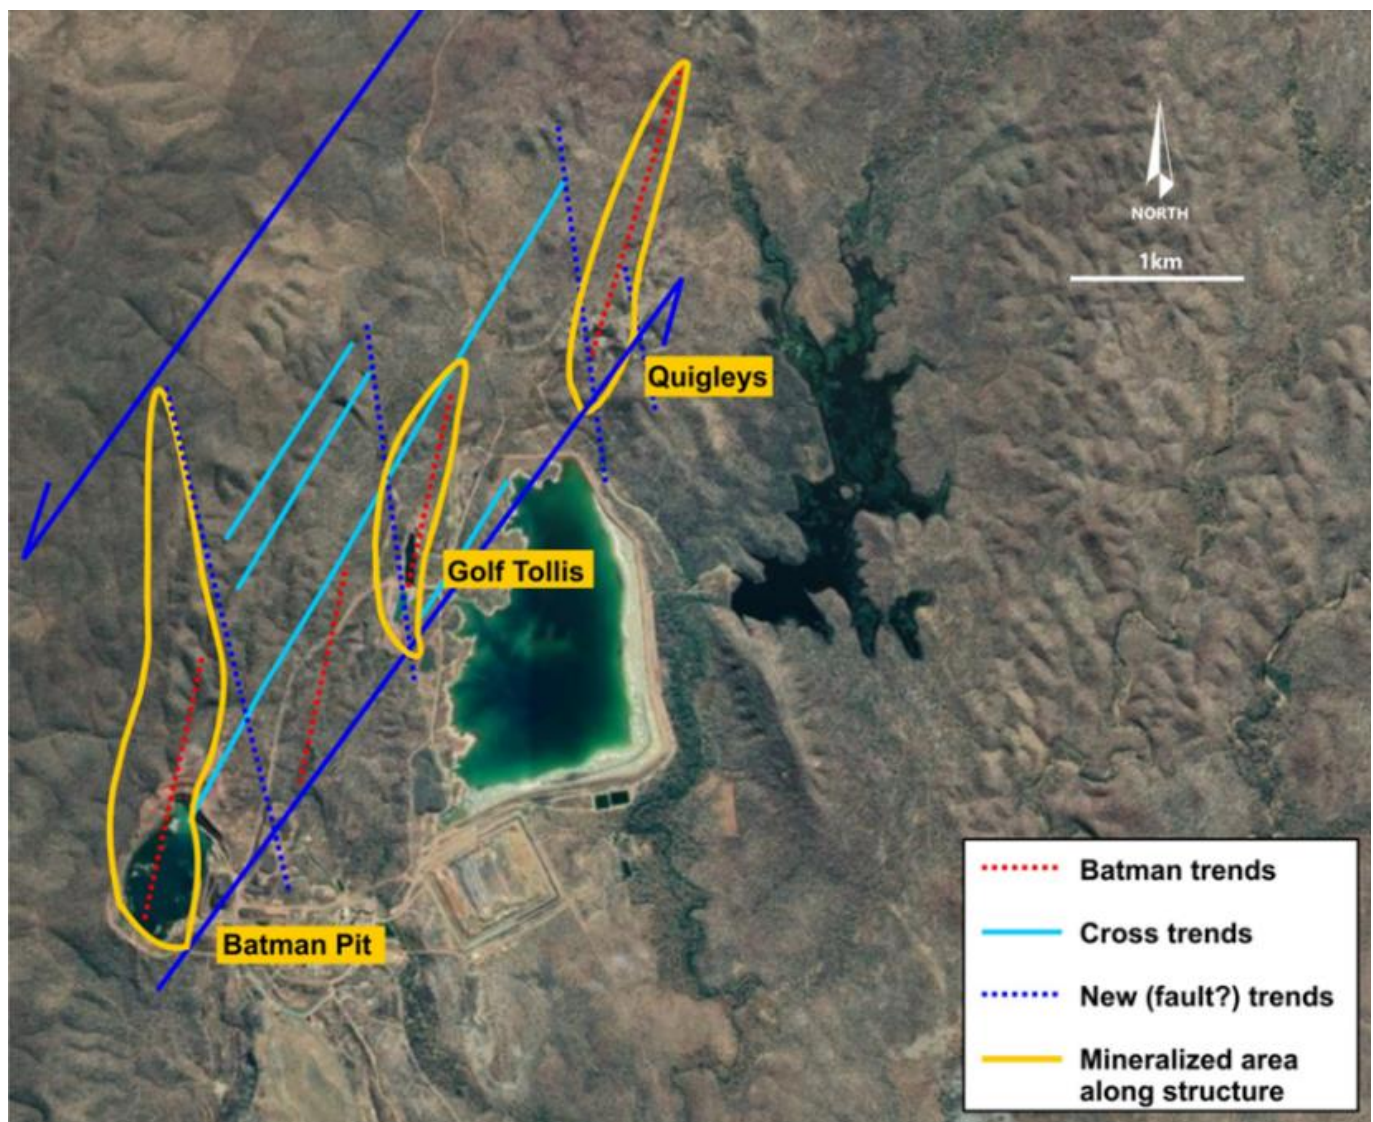 NORTH
1km
Quigleys
Golf Tollis
Batman Pit
Batman trends
Cross trends
New (fault?) trends
Mineralized area
along structure